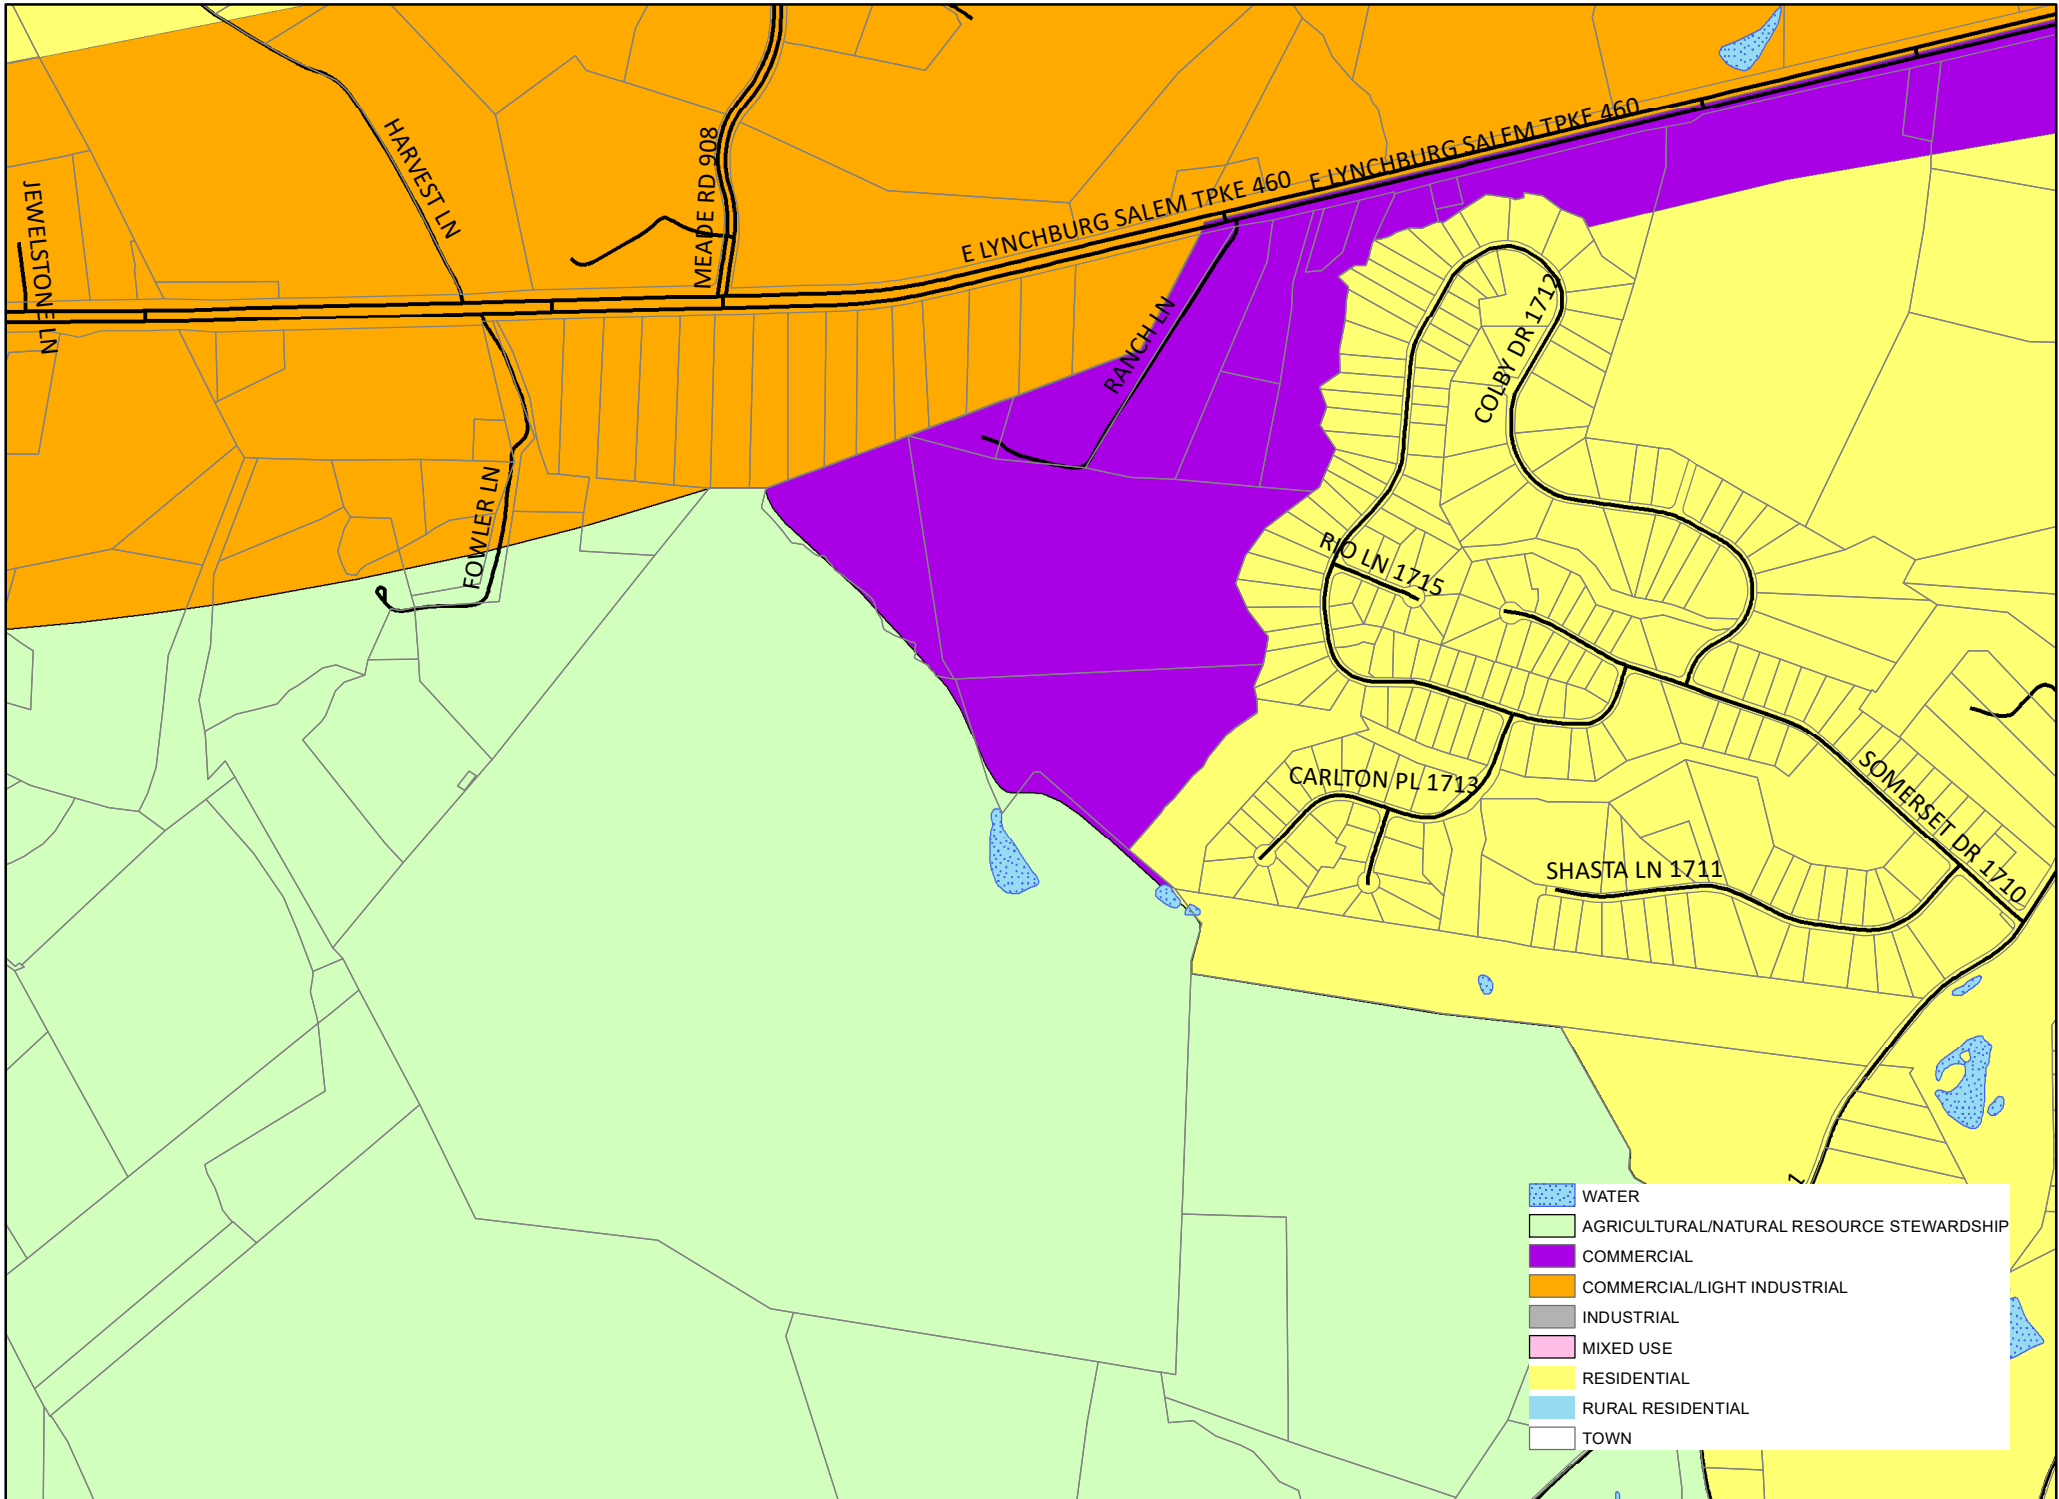 HARVEST LN
MEADE RD 908
JEWELSTONE LN
E LYNCHBURG SALEM TPKE 460
E LYNCHBURG SALEM TPKE 460
RANCH LN
COLBY DR 1712
FOWLER LN
RIO LN 1715
CARLTON PL 1713
SOMERSET DR 1710
SHASTA LN 1711
1
WATER
AGRICULTURAL/NATURAL RESOURCE STEWARDSHIP
COMMERCIAL
COMMERCIAL/LIGHT INDUSTRIAL
INDUSTRIAL
MIXED USE
RESIDENTIAL
RURAL RESIDENTIAL
TOWN